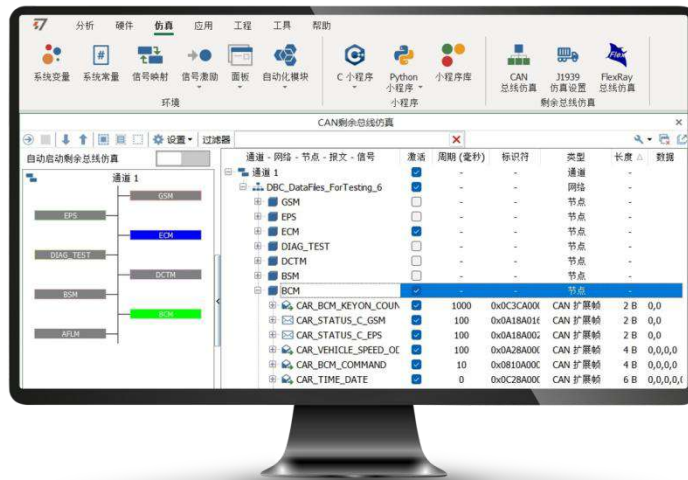 分析 硬件 仿真 应用 工程 工具 帮助
系统变量 系统常量 信号映射 信号激励 面板 自动化模块 C 小程序 Python 小程序 小程序库 CAN 总线仿真 J1939 仿真设置 FlexRay 总线仿真
环境 小程序 剩余总线仿真
CAN剩余总线仿真
设置 过滤器
自动启动剩余总线仿真
通道 1
GSM
EPS
ECM
DIAG_TEST
DCTM
BSM
BCM
AFLM
通道 - 网络 - 节点 - 报文 - 信号 激活 周期 (毫秒) 标识符 类型 长度 数据
通道 1 - - 通道 -
DBC_DataFiles_ForTesting_6 - - 网络 -
GSM - - 节点 -
EPS - - 节点 -
ECM - - 节点 -
DIAG_TEST - - 节点 -
DCTM - - 节点 -
BSM - - 节点 -
BCM - - 节点 -
CAR_BCM_KEYON_COUN 1000 0x0C3CA00( CAN 扩展帧 2 B 0,0
CAR_STATUS_C_GSM 100 0x0A18A016 CAN 扩展帧 2 B 0,0
CAR_STATUS_C_EPS 100 0x0A18A002 CAN 扩展帧 2 B 0,0
CAR_VEHICLE_SPEED_OD 100 0x0A28A000 CAN 扩展帧 4 B 0,0,0,0
CAR_BCM_COMMAND 10 0x0810A00C CAN 扩展帧 4 B 0,0,0,0
CAR_TIME_DATE 0 0x0C28A00( CAN 扩展帧 6 B 0,0,0,0,(